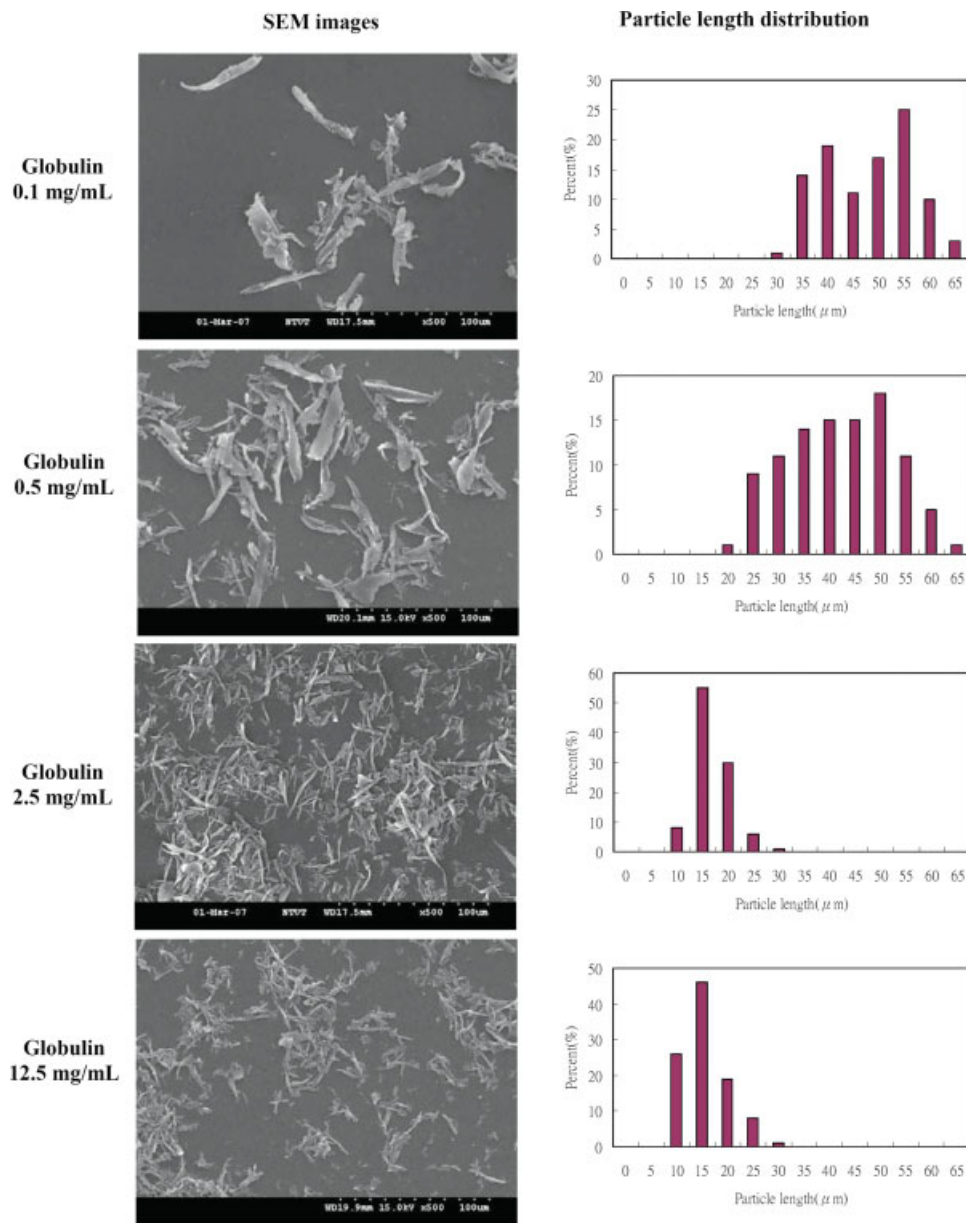 SEM images
Particle length distribution
Globulin
0.1 mg/mL
01-Mar-07 NTUT WD17.5mm x500 100um
Percent(%)
30
25
20
15
10
5
0
0 5 10 15 20 25 30 35 40 45 50 55 60 65
Particle length(μm)
Globulin
0.5 mg/mL
WD20.1mm 15.0kV x500 100um
Percent(%)
20
15
10
5
0
0 5 10 15 20 25 30 35 40 45 50 55 60 65
Particle length(μm)
Globulin
2.5 mg/mL
01-Mar-07 NTUT WD17.5mm x500 100um
Percent(%)
60
50
40
30
20
10
0
0 5 10 15 20 25 30 35 40 45 50 55 60 65
Particle length(μm)
Globulin
12.5 mg/mL
WD19.9mm 15.0kV x500 100um
Percent(%)
50
40
30
20
10
0
0 5 10 15 20 25 30 35 40 45 50 55 60 65
Particle length(μm)